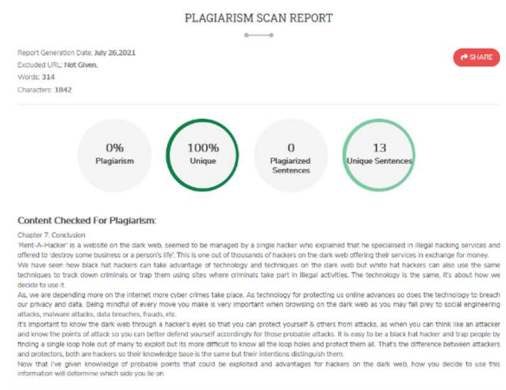 PLAGIARISM SCAN REPORT
Report Generation Date: July 26,2021
Excluded URL: Not Given.
Words: 314
Characters: 1842
SHARE
0%
Plagiarism
100%
Unique
0
Plagiarized
Sentences
13
Unique Sentences
Content Checked For Plagiarism:
Chapter 7. Conclusion
'Rent-A-Hacker' is a website on the dark web, seemed to be managed by a single hacker who explained that he specialised in illegal hacking services and
offered to 'destroy some business or a person's life'. This is one out of thousands of hackers on the dark web offering their services in exchange for money.
We have seen how black hat hackers can take advantage of technology and techniques on the dark web but white hat hackers can also use the same
techniques to track down criminals or trap them using sites where criminals take part in illegal activities. The technology is the same, it's about how we
decide to use it.
As, we are depending more on the internet more cyber crimes take place. As technology for protecting us online advances so does the technology to breach
our privacy and data. Being mindful of every move you make is very important when browsing on the dark web as you may fall prey to social engineering
attacks, malware attacks, data breaches, frauds, etc.
It's important to know the dark web through a hacker's eyes so that you can protect yourself & others from attacks, as when you can think like an attacker
and know the points of attack so you can better defend yourself accordingly for those probable attacks. It is easy to be a black hat hacker and trap people by
finding a single loop hole out of many to exploit but its more difficult to know all the loop holes and protect them all. That's the difference between attackers
and protectors, both are hackers so their knowledge base is the same but their intentions distinguish them.
Now that I've given knowledge of probable points that could be exploited and advantages for hackers on the dark web, how you decide to use this
information will determine which side you lie on